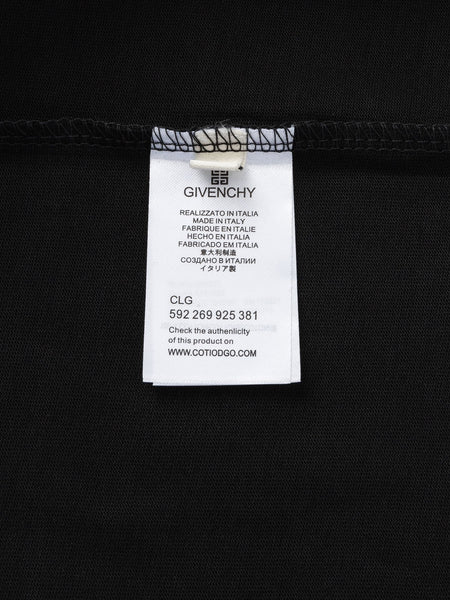 GIVENCHY
REALIZZATO IN ITALIA
MADE IN ITALY
FABRIQUE EN ITALIE
HECHO EN ITALIA
FABRICADO EM ITALIA
意大利制造
СОЗДАНО В ИТАЛИИ
イタリア製
CLG
592 269 925 381
Check the authenlicity
of this product on
WWW.COTIODGO.COM